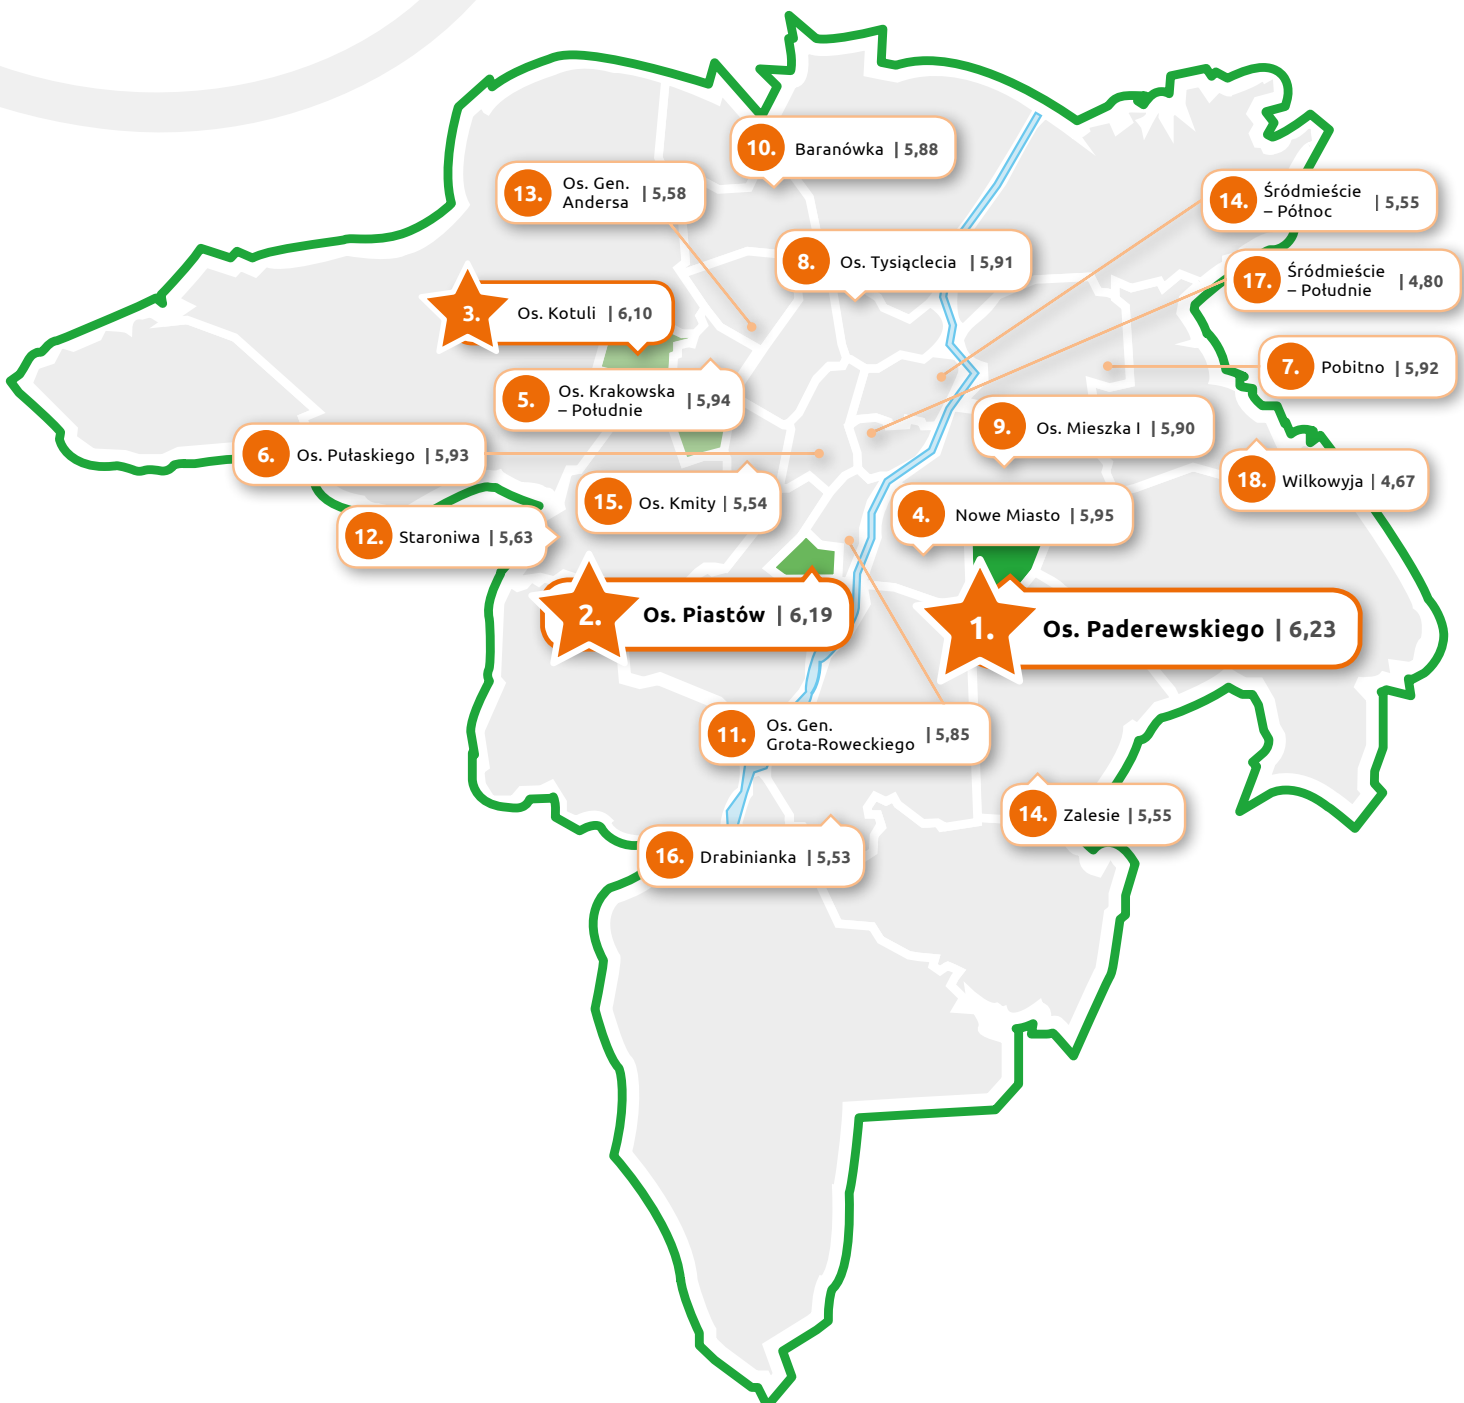 10. Baranówka | 5,88
13. Os. Gen.
Andersa | 5,58
14. Śródmieście
– Północ | 5,55
8. Os. Tysiąclecia | 5,91
17. Śródmieście
– Południe | 4,80
3. Os. Kotuli | 6,10
7. Pobitno | 5,92
5. Os. Krakowska
– Południe | 5,94
9. Os. Mieszka I | 5,90
6. Os. Pułaskiego | 5,93
18. Wilkowyja | 4,67
15. Os. Kmity | 5,54
4. Nowe Miasto | 5,95
12. Staroniwa | 5,63
2. Os. Piastów | 6,19
1. Os. Paderewskiego | 6,23
11. Os. Gen.
Grota-Roweckiego | 5,85
14. Zalesie | 5,55
16. Drabinianka | 5,53